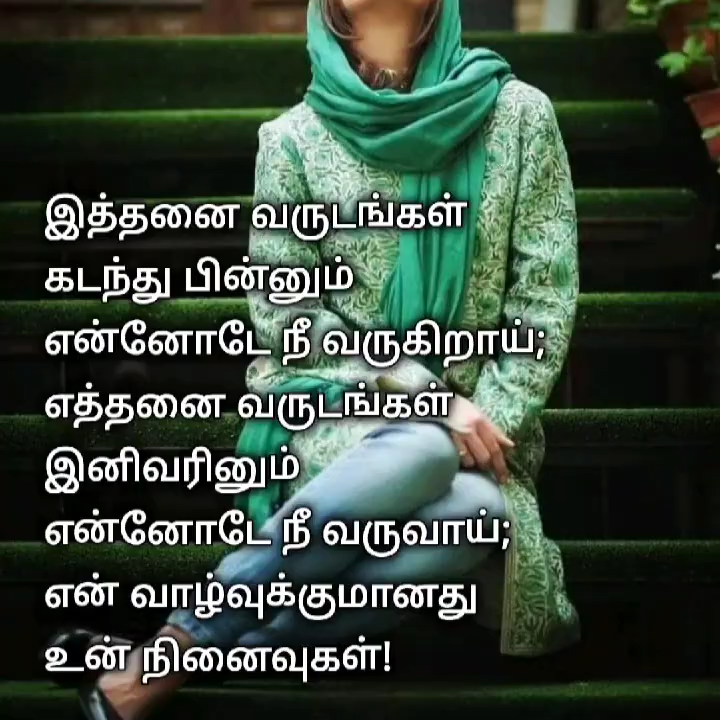 இத்தனை வருடங்கள்
கடந்து பின்னும்
என்னோடே நீ வருகிறாய்;
எத்தனை வருடங்கள்
இனிவரினும்
என்னோடே நீ வருவாய்;
என் வாழ்வுக்குமானது
உன் நினைவுகள்!